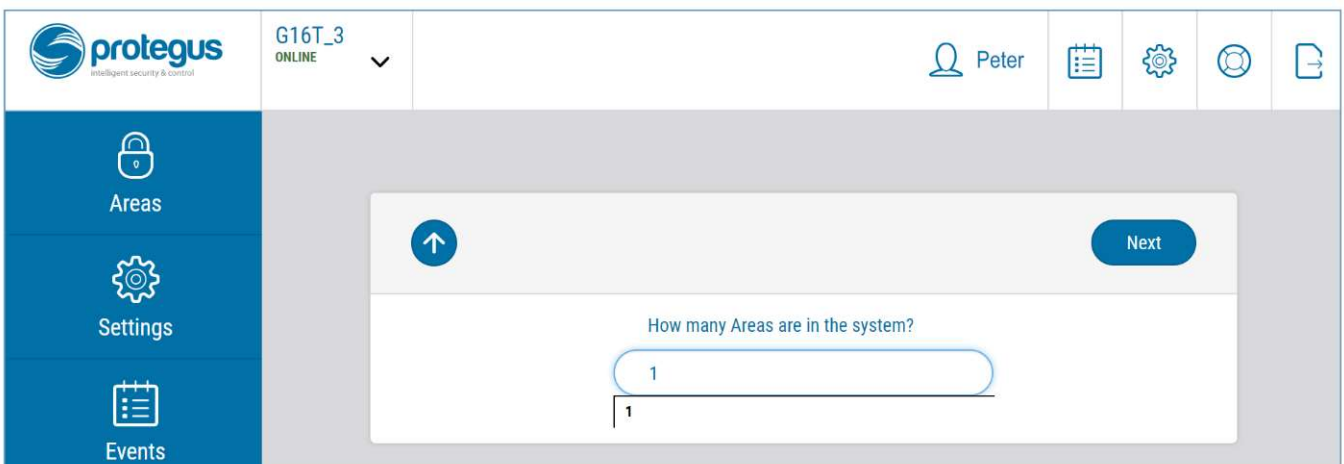 protegus
intelligent security & control
G16T_3
ONLINE
Peter
Areas
Settings
Events
Next
How many Areas are in the system?
1
1